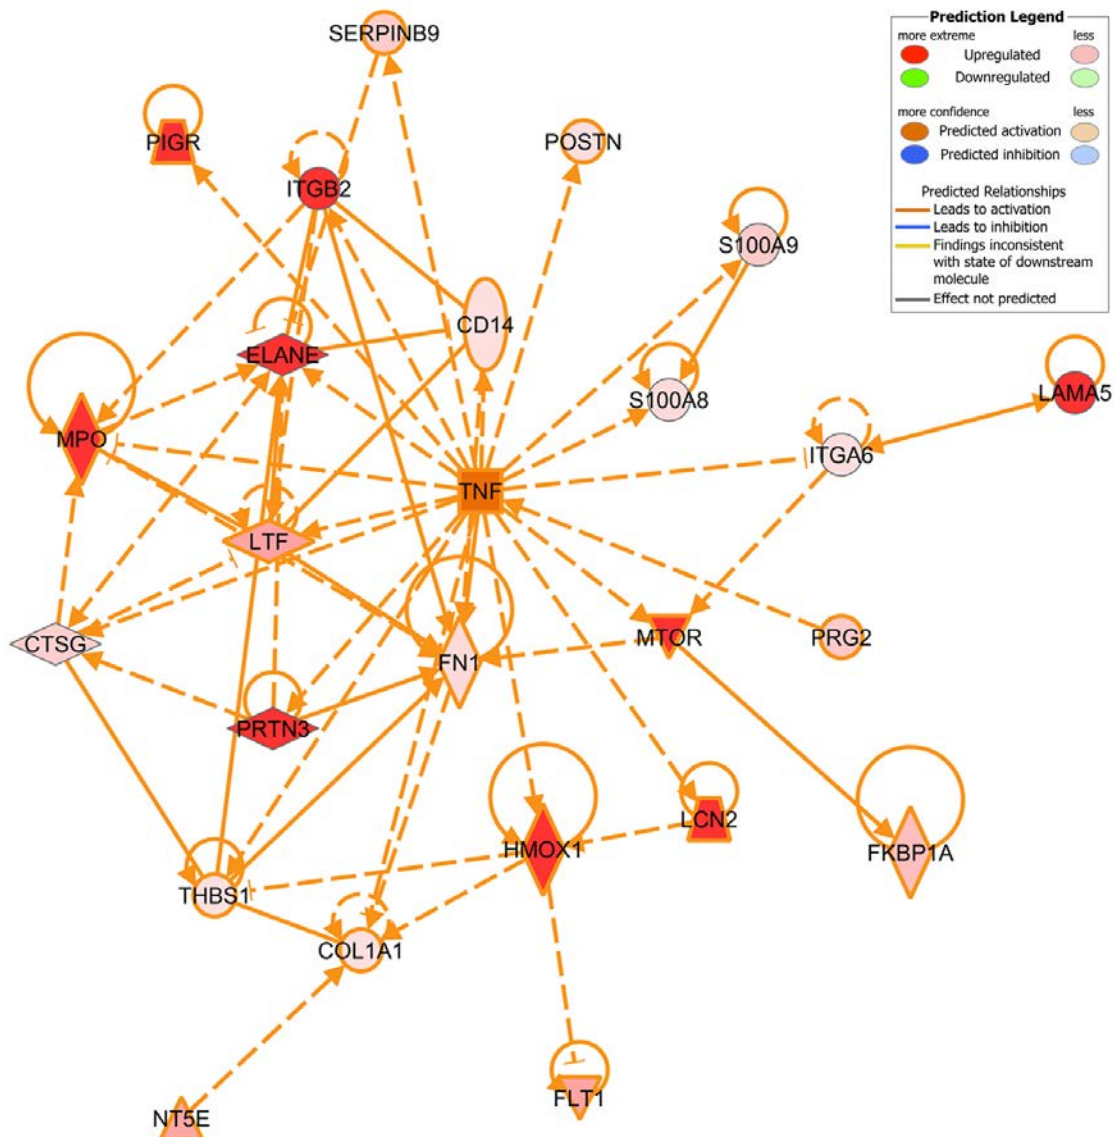 SERPINB9
PIGR
POSTN
ITGB2
S100A9
CD14
ELANE
S100A8
LAMA5
MPO
ITGA6
TNF
LTF
CTSG
FN1
MTOR
PRG2
PRTN3
LCN2
HMOX1
FKBP1A
THBS1
COL1A1
FLT1
NT5E
Prediction Legend
more extreme less
Upregulated
Downregulated
more confidence less
Predicted activation
Predicted inhibition
Predicted Relationships
Leads to activation
Leads to inhibition
Findings inconsistent
with state of downstream
molecule
Effect not predicted